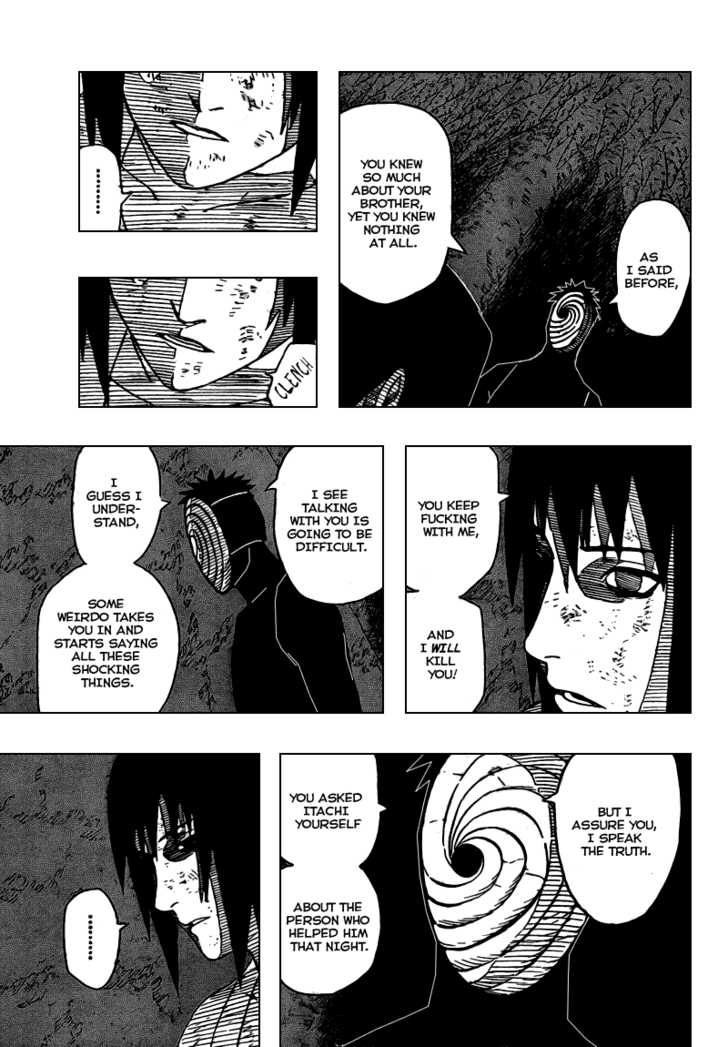 AS
I SAID
BEFORE,
YOU KNEW
SO MUCH
ABOUT YOUR
BROTHER,
YET YOU KNEW
NOTHING
AT ALL.
........
CLENCH
YOU KEEP
FUCKING
WITH ME,
AND
I WILL
KILL
YOU!
I SEE
TALKING
WITH YOU IS
GOING TO BE
DIFFICULT.
I
GUESS I
UNDER-
STAND,
SOME
WEIRDO TAKES
YOU IN AND
STARTS SAYING
ALL THESE
SHOCKING
THINGS.
BUT I
ASSURE YOU,
I SPEAK
THE TRUTH.
YOU ASKED
ITACHI
YOURSELF
ABOUT THE
PERSON WHO
HELPED HIM
THAT NIGHT.
........